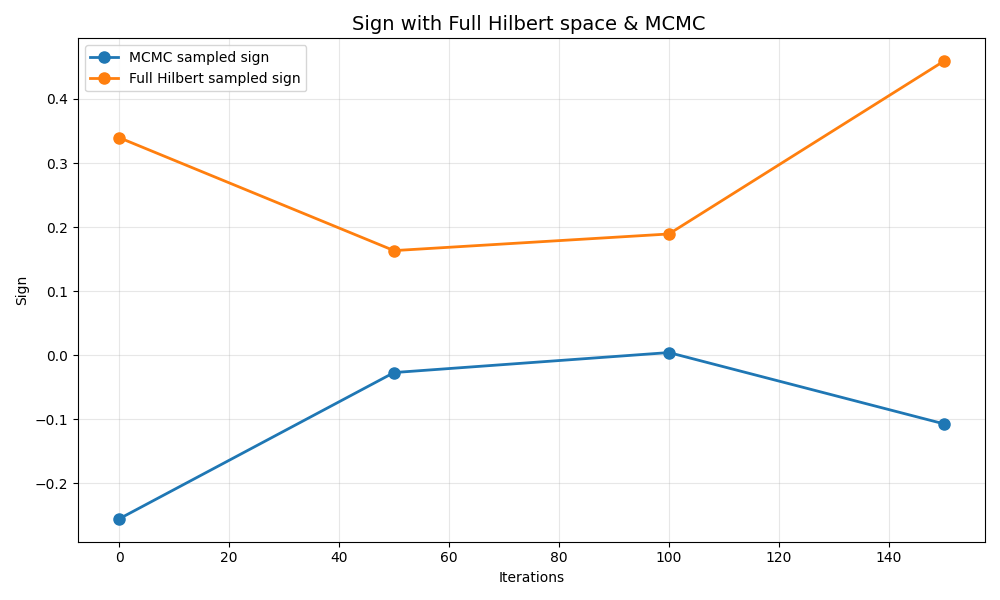 Sign with Full Hilbert space & MCMC
MCMC sampled sign
Full Hilbert sampled sign
Sign
0.4
0.3
0.2
0.1
0.0
−0.1
−0.2
0 20 40 60 80 100 120 140
Iterations